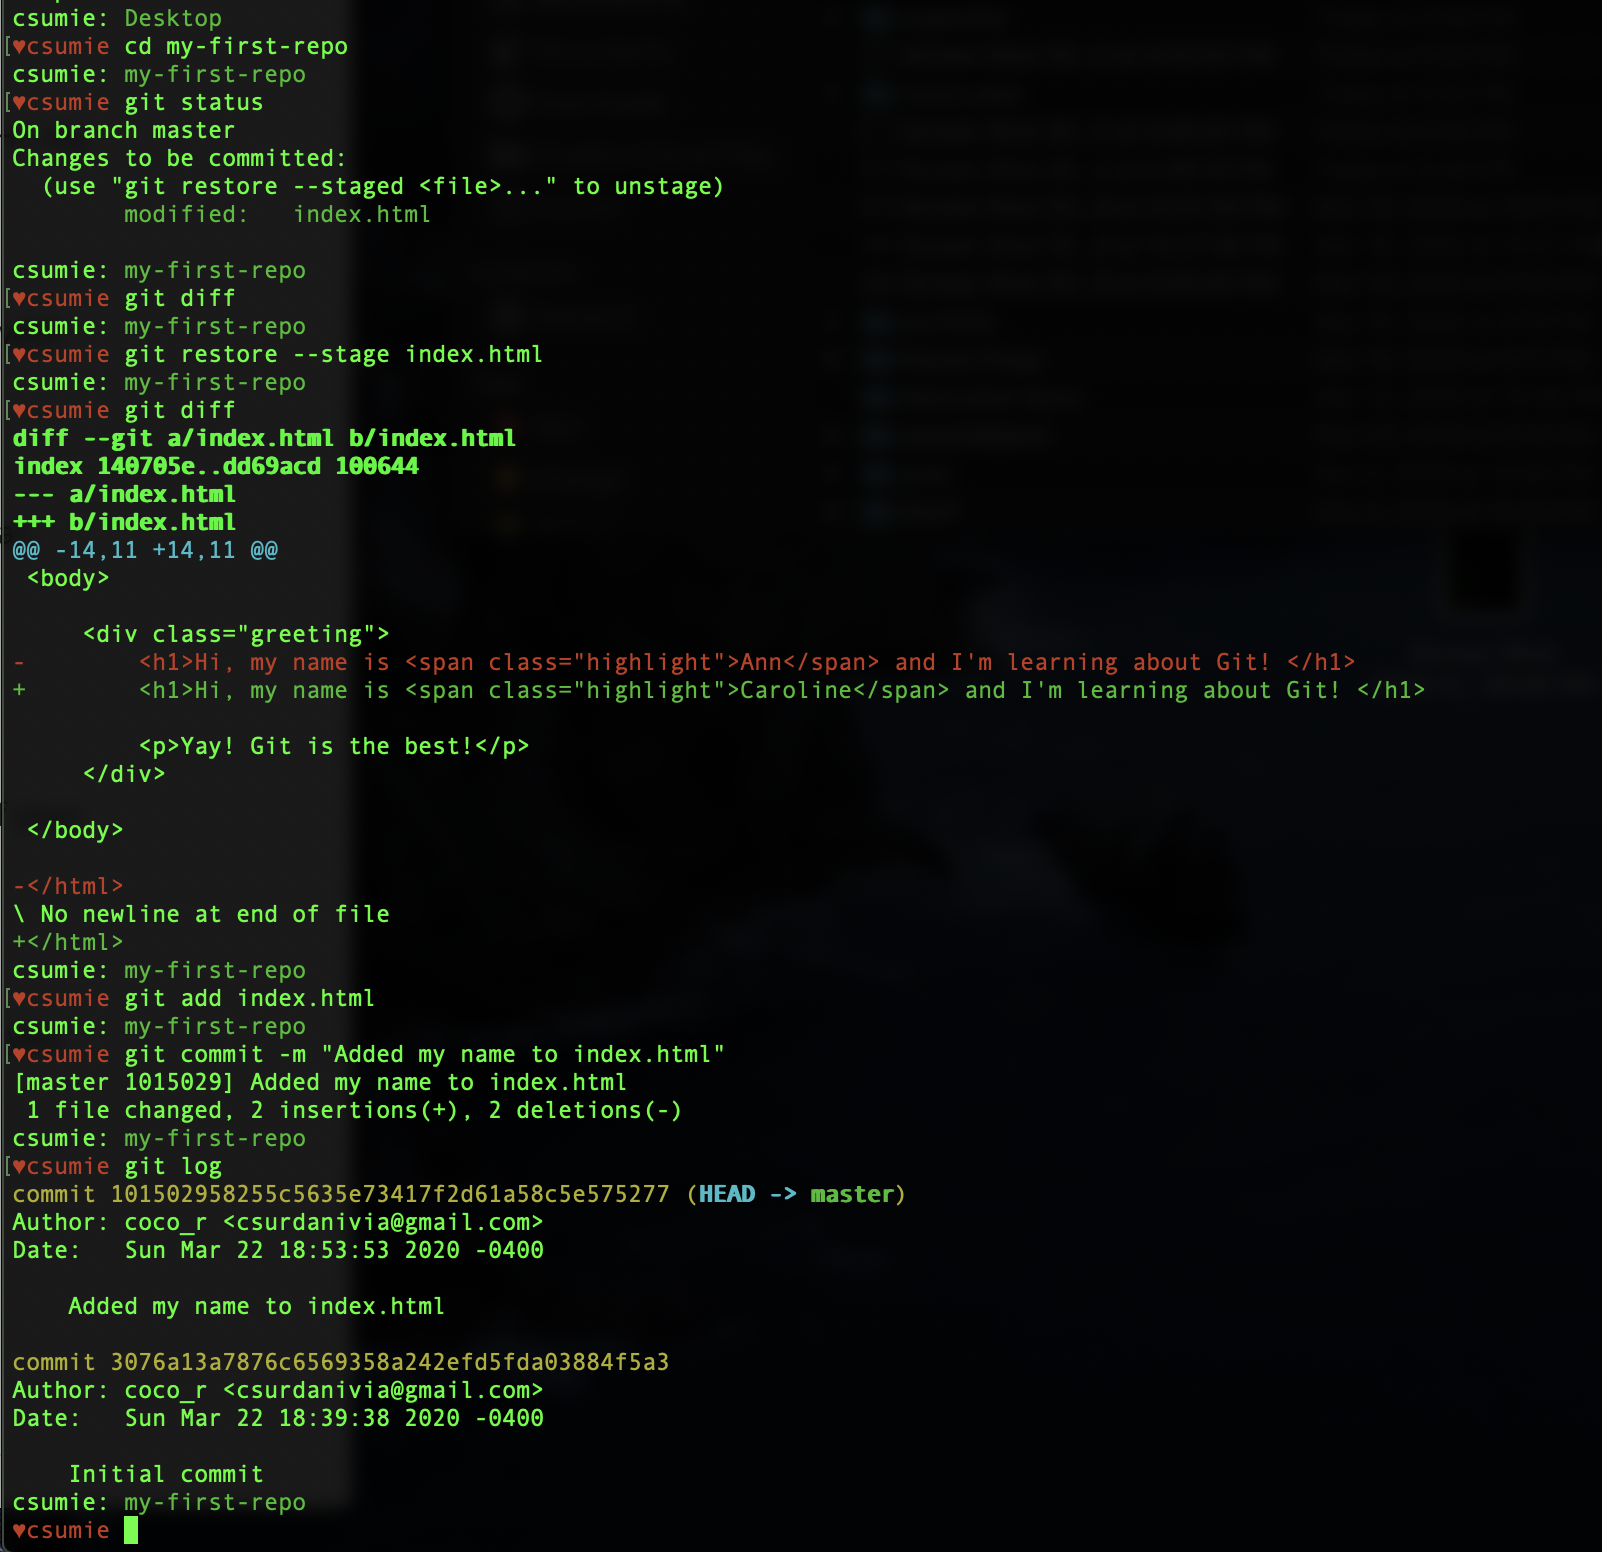 csumie: Desktop
[♥csumie cd my-first-repo
csumie: my-first-repo
[♥csumie git status
On branch master
Changes to be committed:
  (use "git restore --staged <file>..." to unstage)
        modified:   index.html

csumie: my-first-repo
[♥csumie git diff
csumie: my-first-repo
[♥csumie git restore --stage index.html
csumie: my-first-repo
[♥csumie git diff
diff --git a/index.html b/index.html
index 140705e..dd69acd 100644
--- a/index.html
+++ b/index.html
@@ -14,11 +14,11 @@
 <body>

     <div class="greeting">
-        <h1>Hi, my name is <span class="highlight">Ann</span> and I'm learning about Git! </h1>
+        <h1>Hi, my name is <span class="highlight">Caroline</span> and I'm learning about Git! </h1>

         <p>Yay! Git is the best!</p>
     </div>

 </body>

-</html>
\ No newline at end of file
+</html>
csumie: my-first-repo
[♥csumie git add index.html
csumie: my-first-repo
[♥csumie git commit -m "Added my name to index.html"
[master 1015029] Added my name to index.html
 1 file changed, 2 insertions(+), 2 deletions(-)
csumie: my-first-repo
[♥csumie git log
commit 101502958255c5635e73417f2d61a58c5e575277 (HEAD -> master)
Author: coco_r <csurdanivia@gmail.com>
Date:   Sun Mar 22 18:53:53 2020 -0400

    Added my name to index.html

commit 3076a13a7876c6569358a242efd5fda03884f5a3
Author: coco_r <csurdanivia@gmail.com>
Date:   Sun Mar 22 18:39:38 2020 -0400

    Initial commit
csumie: my-first-repo
♥csumie